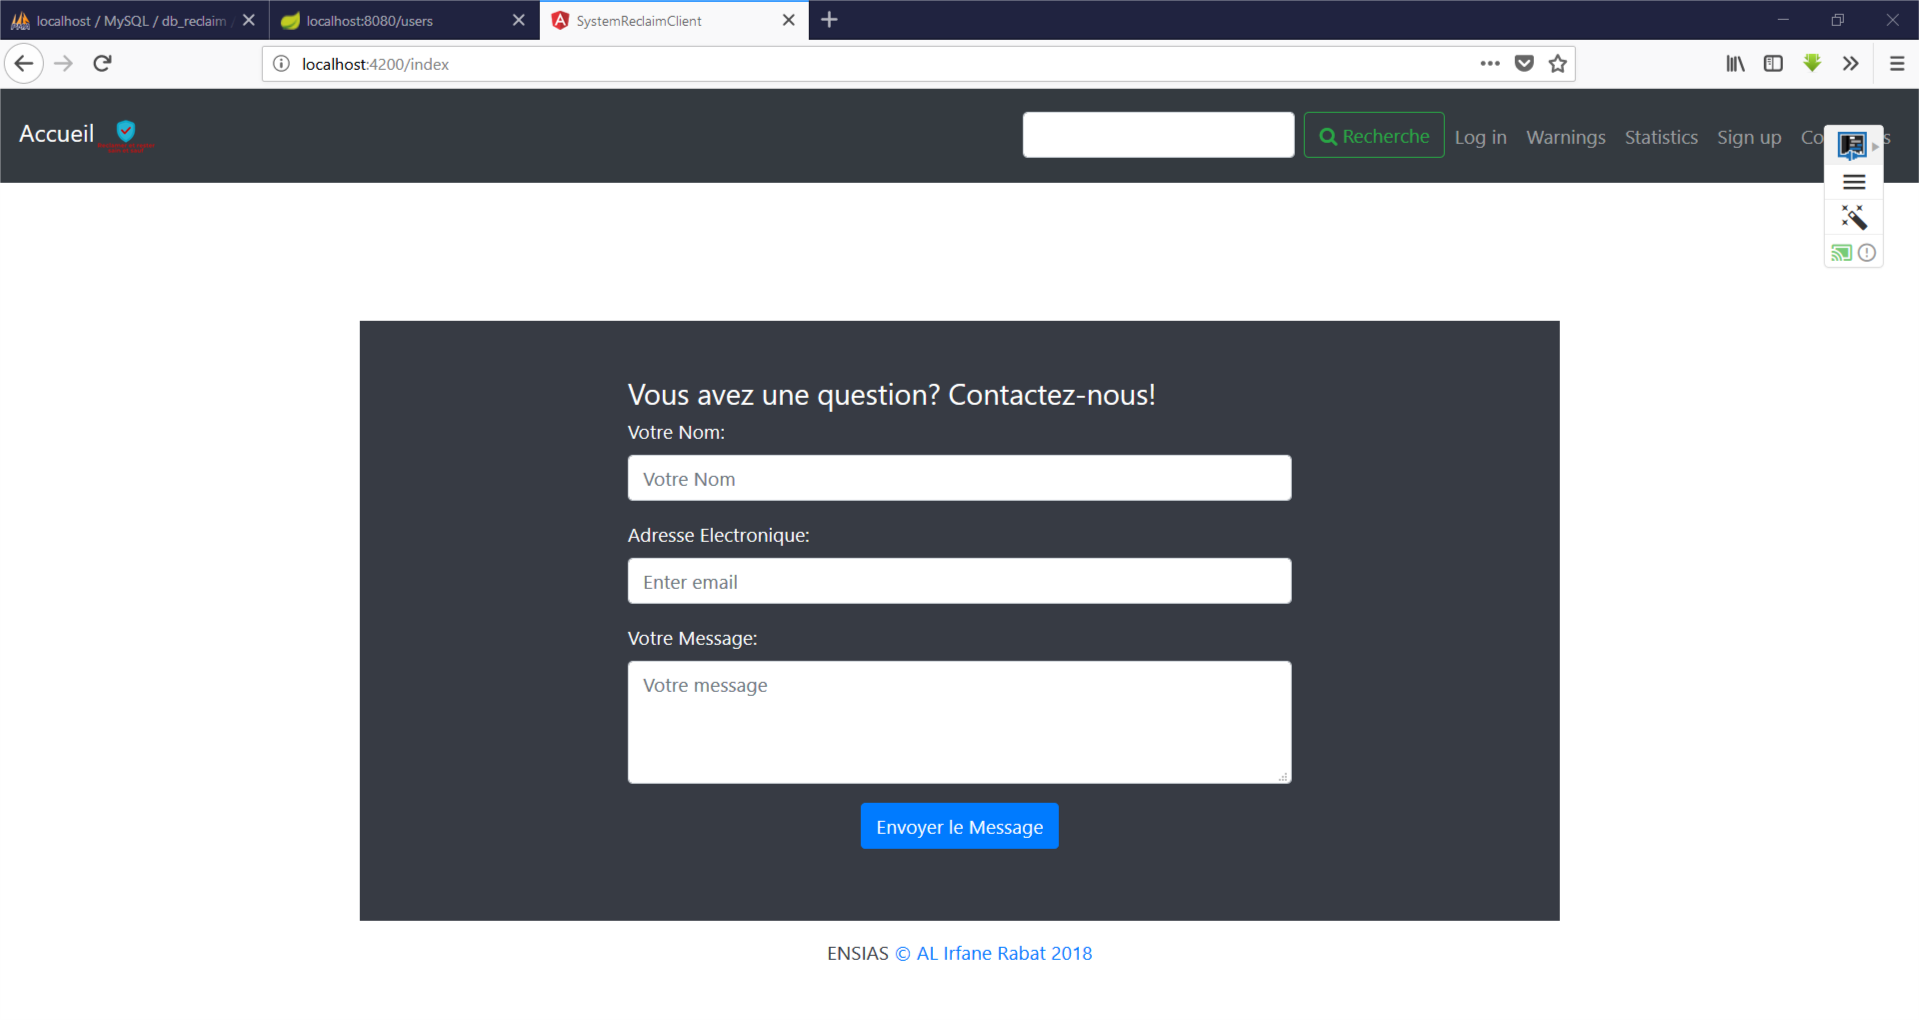 localhost / MySQL / db_reclaim /
localhost:8080/users
SystemReclaimClient
localhost:4200/index
Accueil
Recherche
Log in
Warnings
Statistics
Sign up
Vous avez une question? Contactez-nous!
Votre Nom:
Votre Nom
Adresse Electronique:
Enter email
Votre Message:
Votre message
Envoyer le Message
ENSIAS © AL Irfane Rabat 2018